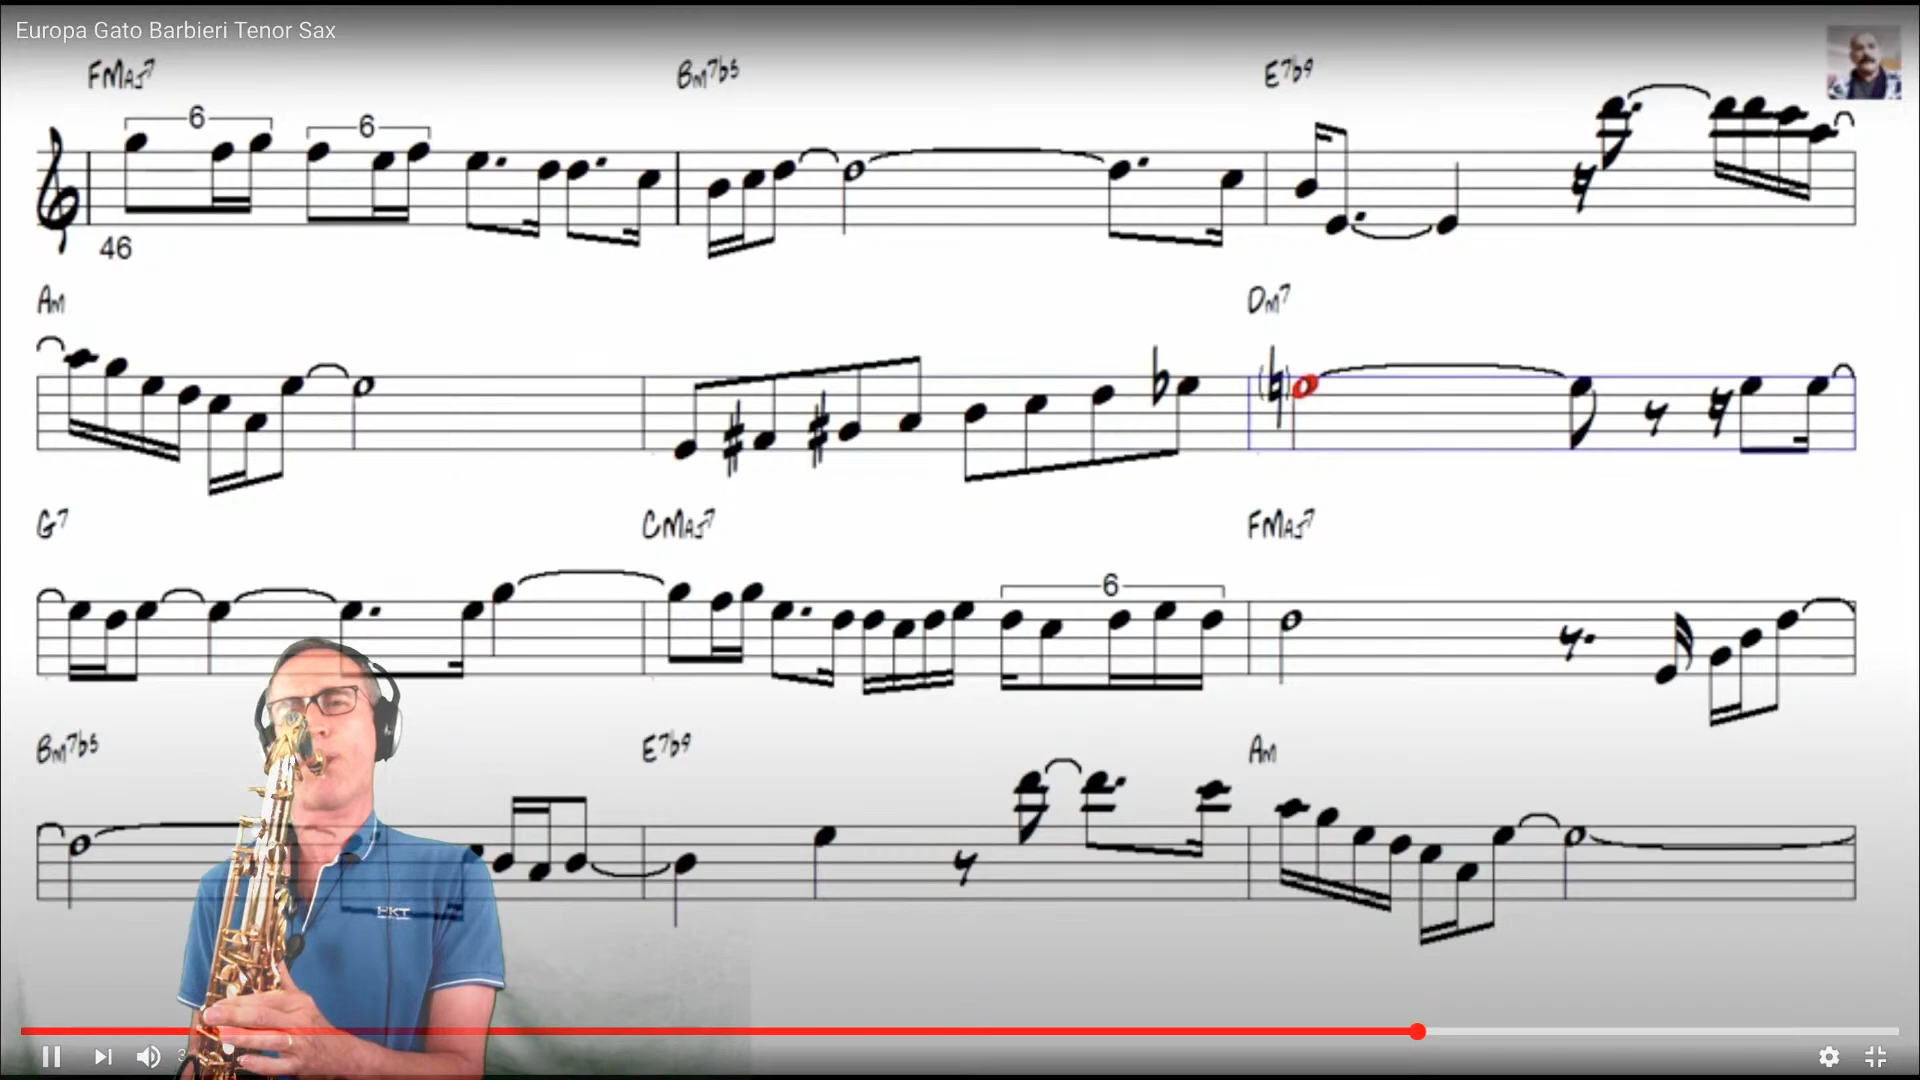 Europa Gato Barbieri Tenor Sax
FMAJ7 Bm7b5 E7b9
6 6
46
Am Dm7
G7 CMAJ7 FMAJ7
6
Bm7b5 E7b9 Am
PKT